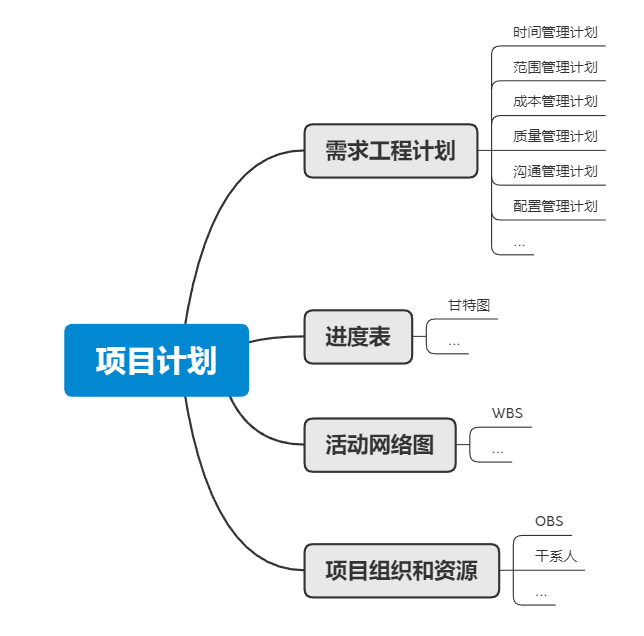 项目计划
需求工程计划
时间管理计划
范围管理计划
成本管理计划
质量管理计划
沟通管理计划
配置管理计划
...
进度表
甘特图
...
活动网络图
WBS
...
项目组织和资源
OBS
干系人
...